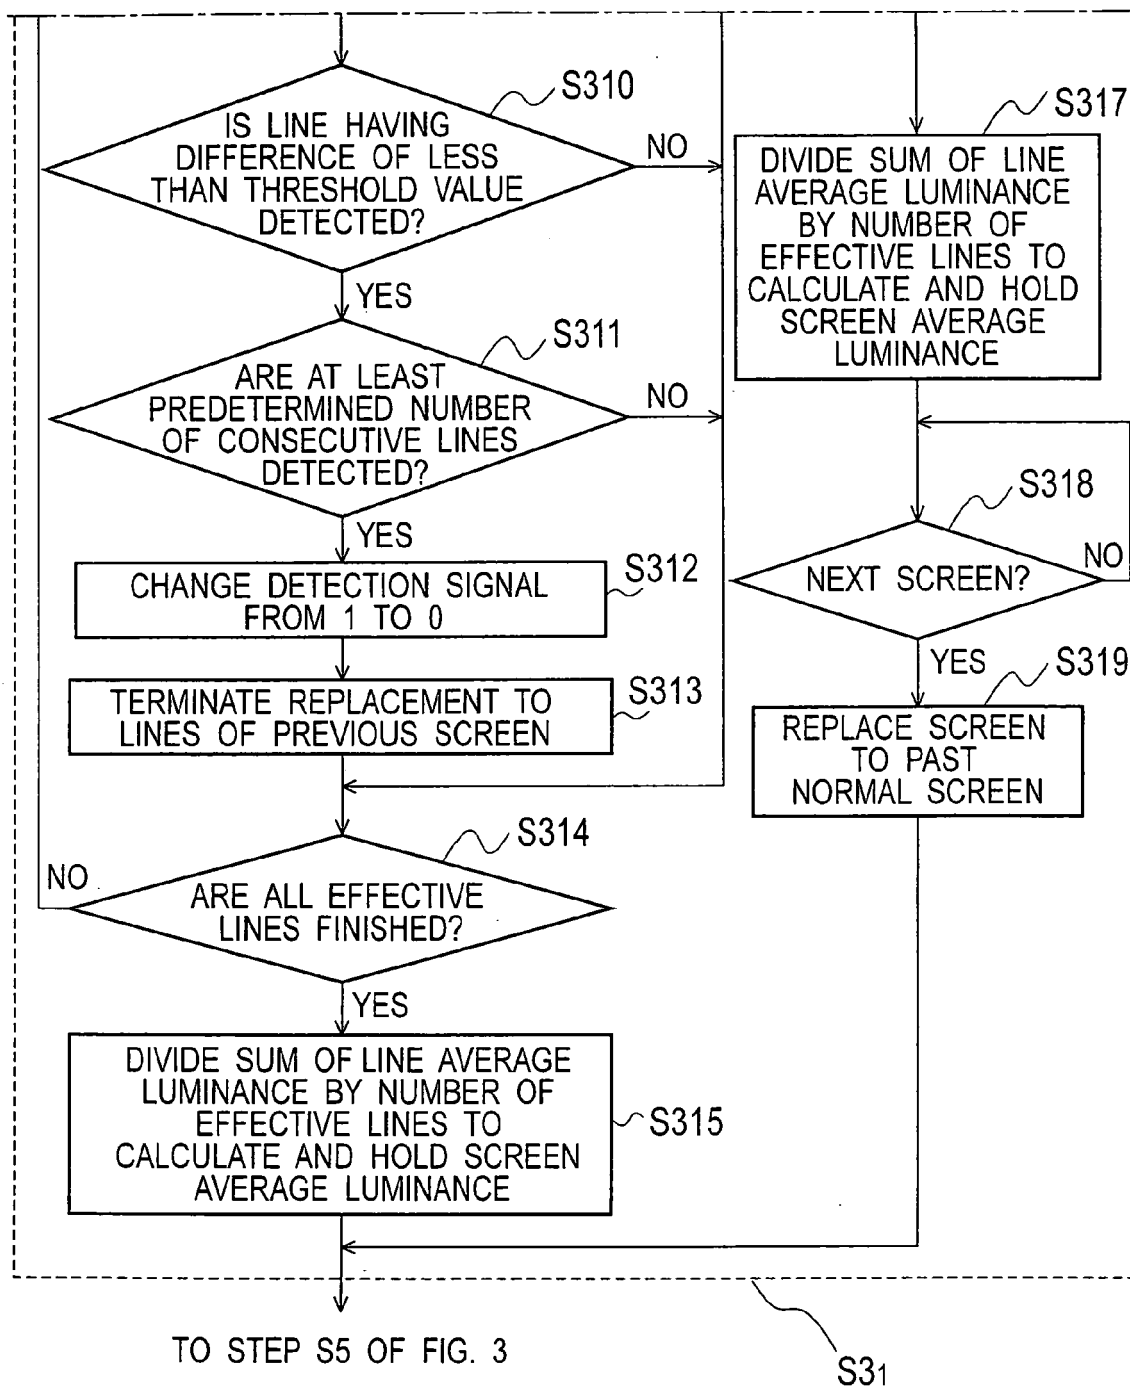 S310
IS LINE HAVING
DIFFERENCE OF LESS
THAN THRESHOLD VALUE
DETECTED?
NO
YES
S311
ARE AT LEAST
PREDETERMINED NUMBER
OF CONSECUTIVE LINES
DETECTED?
NO
YES
S312
CHANGE DETECTION SIGNAL
FROM 1 TO 0
S313
TERMINATE REPLACEMENT TO
LINES OF PREVIOUS SCREEN
S314
NO
ARE ALL EFFECTIVE
LINES FINISHED?
YES
DIVIDE SUM OF LINE AVERAGE
LUMINANCE BY NUMBER OF
EFFECTIVE LINES TO
CALCULATE AND HOLD SCREEN
AVERAGE LUMINANCE
S315
S317
DIVIDE SUM OF LINE
AVERAGE LUMINANCE
BY NUMBER OF
EFFECTIVE LINES TO
CALCULATE AND HOLD
SCREEN AVERAGE
LUMINANCE
S318
NEXT SCREEN?
NO
YES
S319
REPLACE SCREEN
TO PAST
NORMAL SCREEN
TO STEP S5 OF FIG. 3
S31